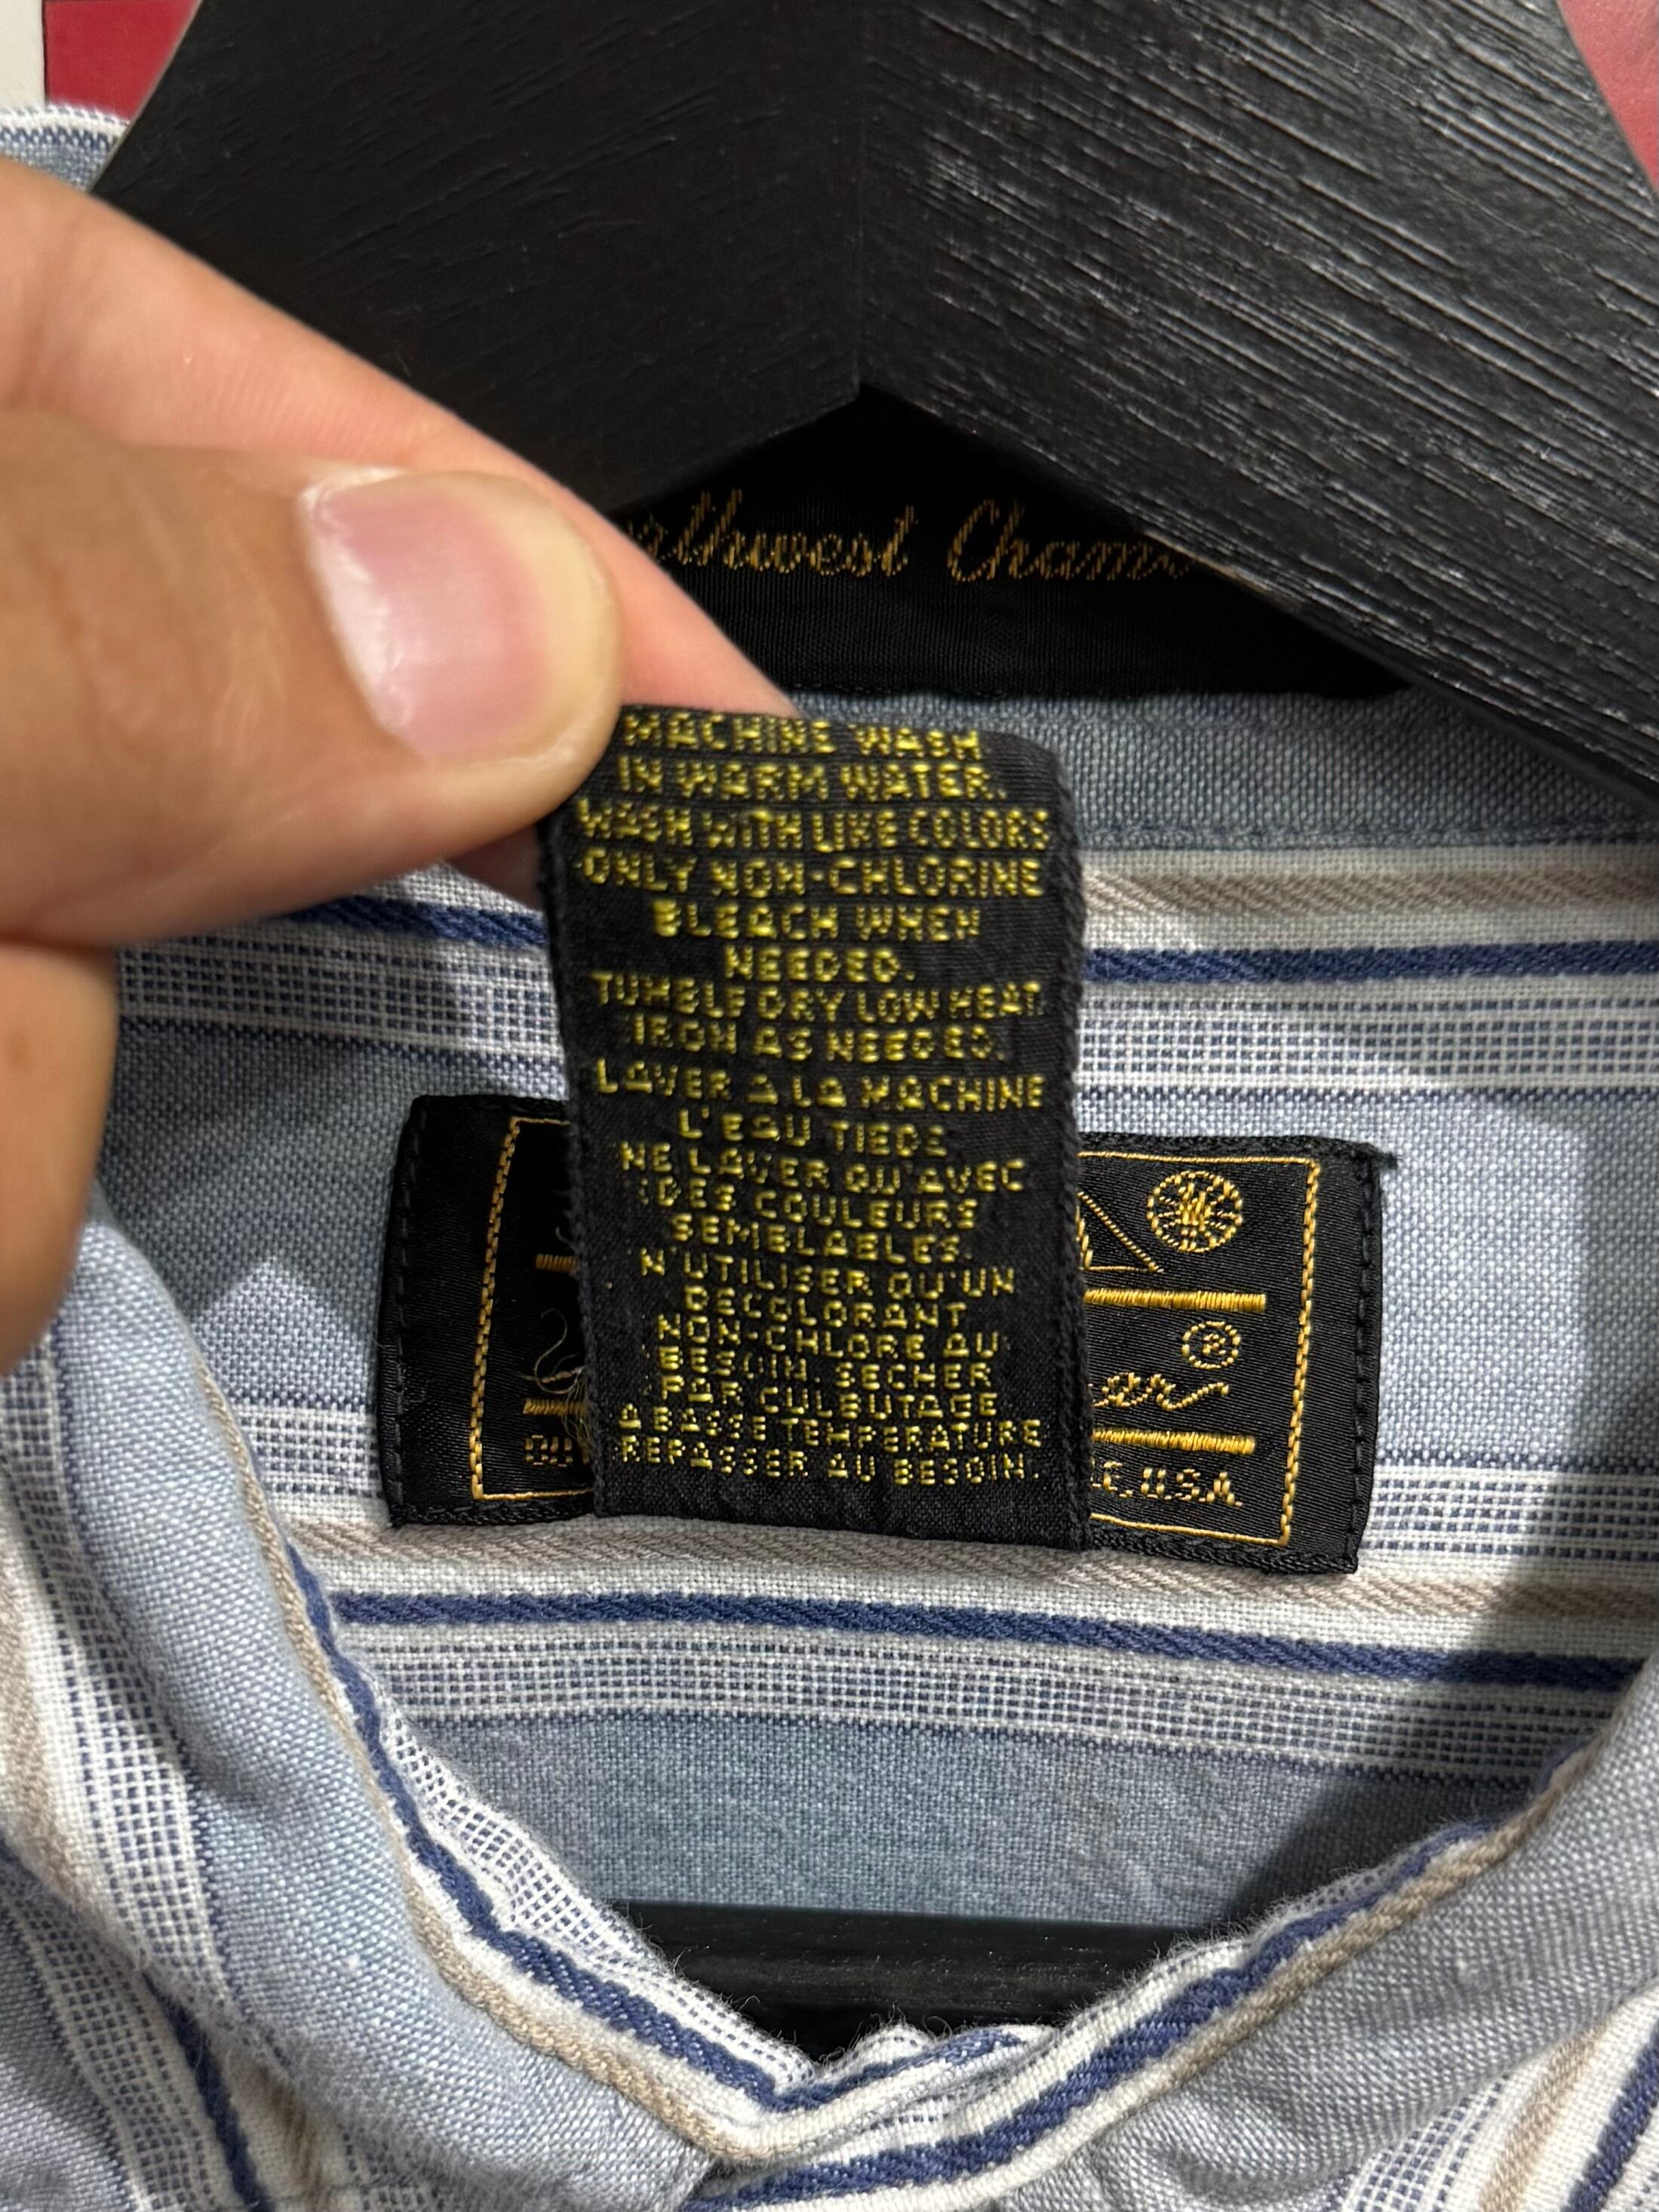 MACHINE WASH
IN WARM WATER.
WASH WITH LIKE COLORS
ONLY NON-CHLORINE
BLEACH WHEN
NEEDED.
TUMBLE DRY LOW HEAT.
IRON AS NEEDED.
LAVER A LA MACHINE
L'EAU TIEDE
NE LAVER QU'AVEC
DES COULEURS
SEMBLABLES.
N'UTILISER QU'UN
DECOLORANT
NON-CHLORE AU
BESOIN. SECHER
PAR CULBUTAGE
A BASSE TEMPERATURE
REPASSER AU BESOIN.
®
U.S.A.